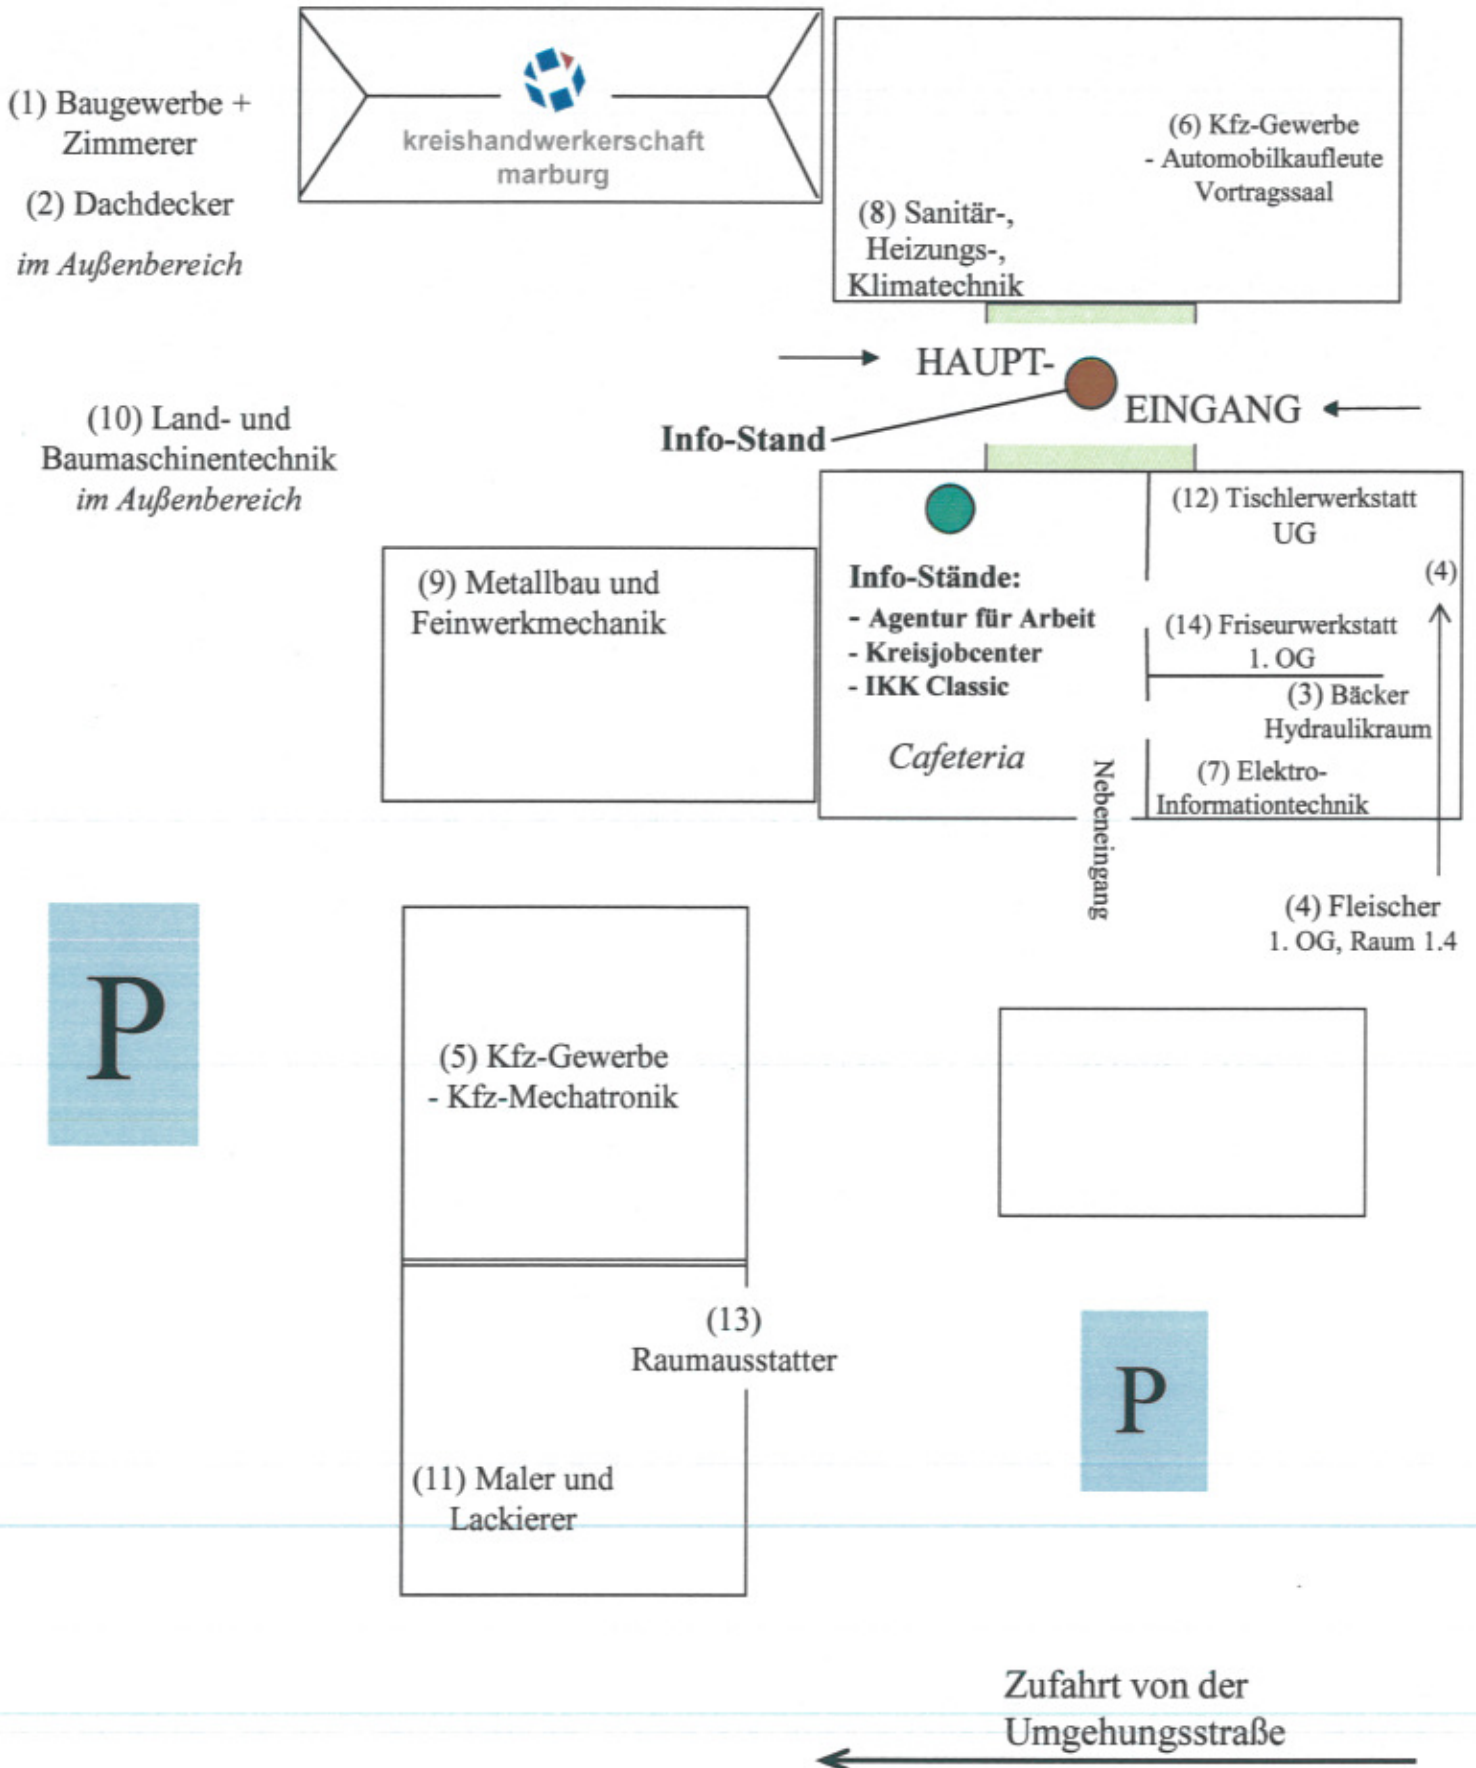 (1) Baugewerbe +
Zimmerer
(2) Dachdecker
im Außenbereich
kreishandwerkerschaft
marburg
(6) Kfz-Gewerbe
- Automobilkaufleute
Vortragssaal
(8) Sanitär-,
Heizungs-,
Klimatechnik
HAUPT-
EINGANG
Info-Stand
(10) Land- und
Baumaschinentechnik
im Außenbereich
(9) Metallbau und
Feinwerkmechanik
Info-Stände:
- Agentur für Arbeit
- Kreisjobcenter
- IKK Classic
Cafeteria
Nebeneingang
(12) Tischlerwerkstatt
UG
(4)
(14) Friseurwerkstatt
1. OG
(3) Bäcker
Hydraulikraum
(7) Elektro-
Informationtechnik
(4) Fleischer
1. OG, Raum 1.4
P
(5) Kfz-Gewerbe
- Kfz-Mechatronik
(13)
Raumausstatter
P
(11) Maler und
Lackierer
Zufahrt von der
Umgehungsstraße